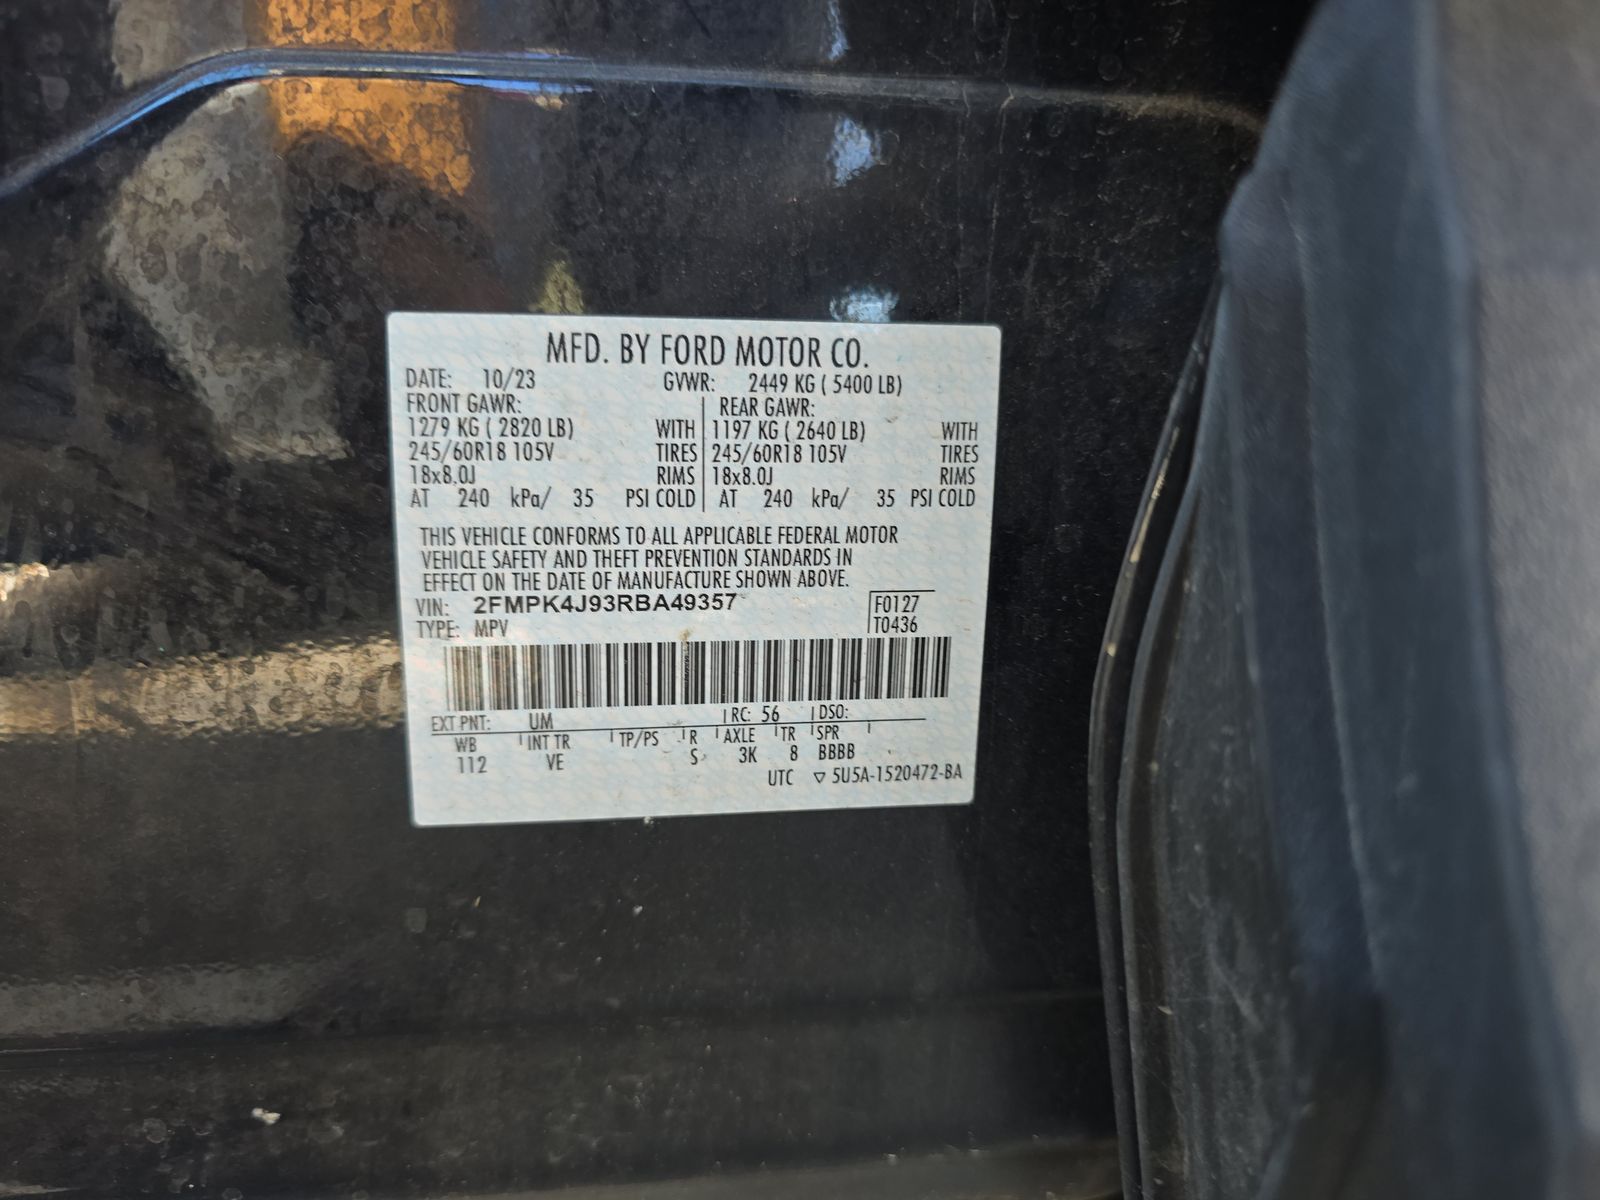 MFD. BY FORD MOTOR CO.
DATE: 10/23 GVWR: 2449 KG ( 5400 LB)
FRONT GAWR: REAR GAWR:
1279 KG ( 2820 LB) WITH 1197 KG ( 2640 LB) WITH
245/60R18 105V TIRES 245/60R18 105V TIRES
18x8.0J RIMS 18x8.0J RIMS
AT 240 kPa/ 35 PSI COLD AT 240 kPa/ 35 PSI COLD
THIS VEHICLE CONFORMS TO ALL APPLICABLE FEDERAL MOTOR
VEHICLE SAFETY AND THEFT PREVENTION STANDARDS IN
EFFECT ON THE DATE OF MANUFACTURE SHOWN ABOVE.
VIN: 2FMPK4J93RBA49357 F0127
TYPE: MPV T0436
EXT PNT: UM RC: 56 DSO:
WB INT TR TP/PS R AXLE TR SPR
112 VE S 3K 8 BBBB
UTC ▽ 5U5A-1520472-BA